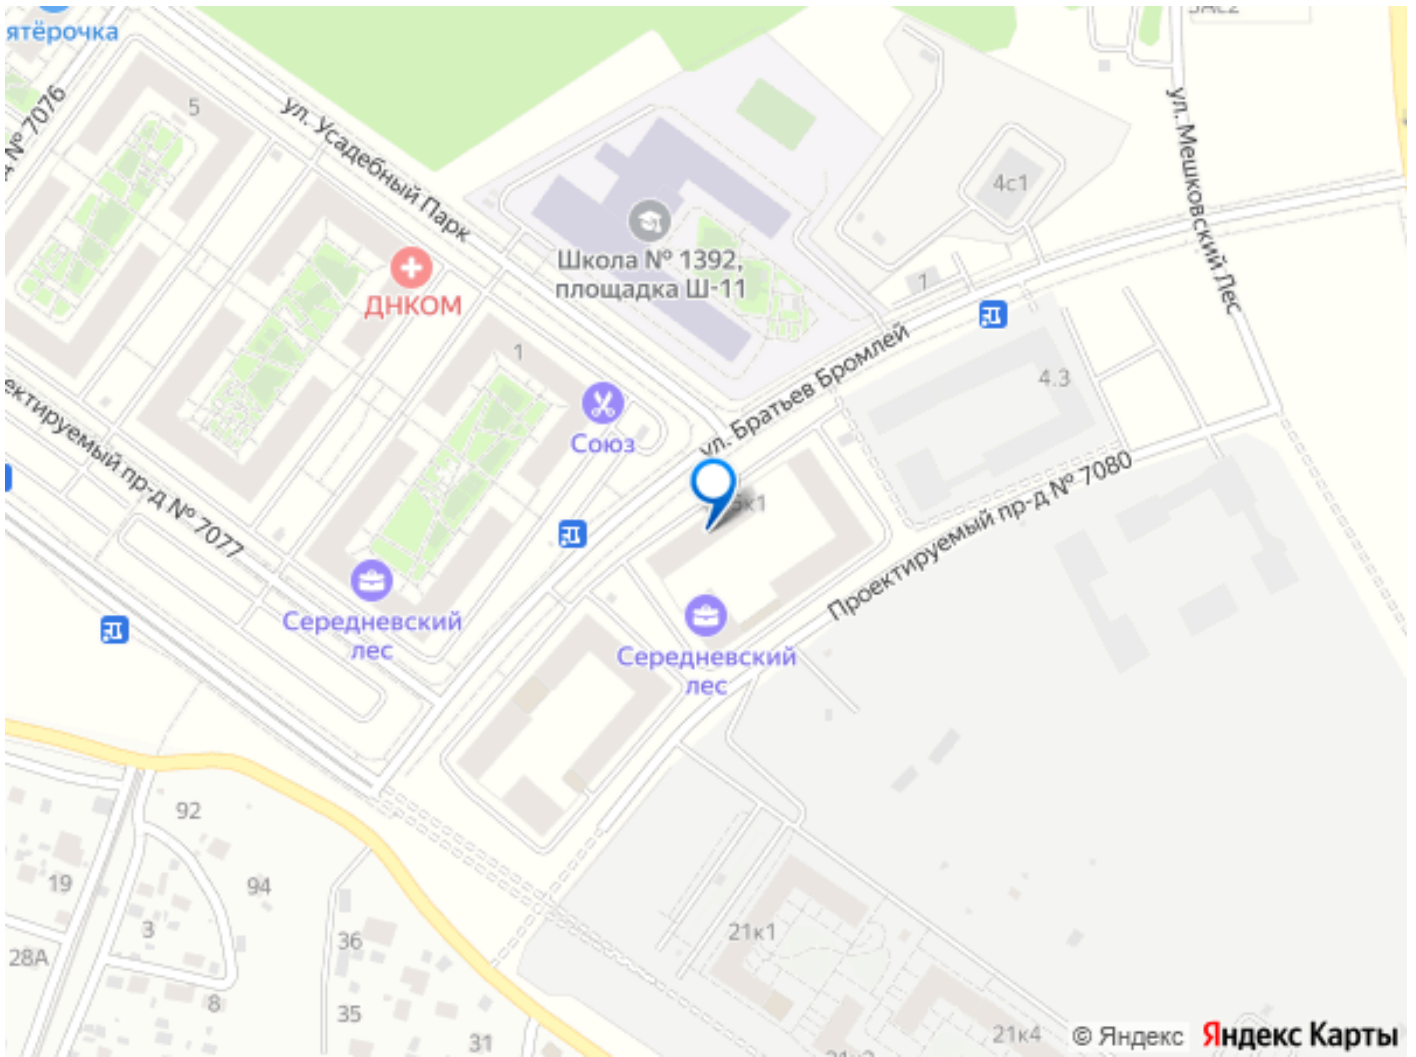 ятёрочка
5
№ 7076
ул. Усадебный Парк
ул. Мешковский Лес
4с1
Школа № 1392,
площадка Ш-11
7
ДНКОМ
1
4.3
ул. Братьев Бромлей
Союз
ектируемый пр-д № 7077
Проектируемый пр-д № 7080
Середневский
лес
Середневский
лес
92
19
94
3
28А
36
8
35
31
21к1
21к4
© Яндекс
Яндекс Карты